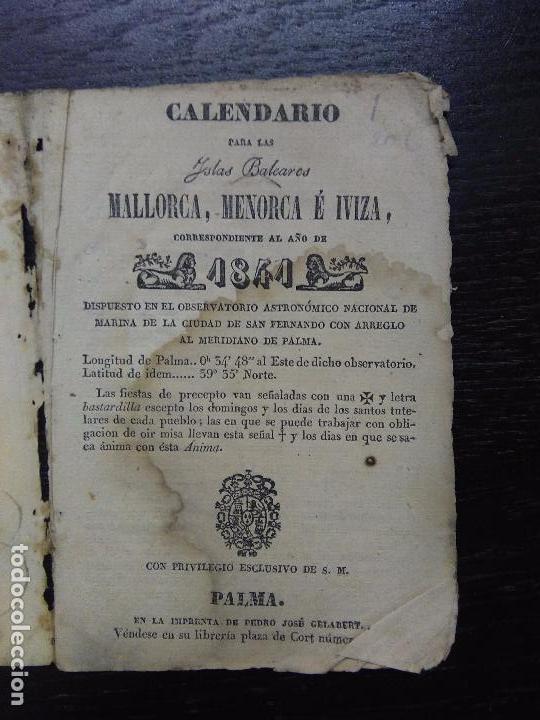 CALENDARIO
PARA LAS
Yslas Baleares
MALLORCA, MENORCA É IVIZA,
CORRESPONDIENTE AL AÑO DE
1841
DISPUESTO EN EL OBSERVATORIO ASTRONÓMICO NACIONAL DE
MARINA DE LA CIUDAD DE SAN FERNANDO CON ARREGLO
AL MERIDIANO DE PALMA.
Longitud de Palma.. 0h 34' 48" al Este de dicho observatorio.
Latitud de idem...... 39° 35' Norte.
Las fiestas de precepto van señaladas con una ✠ y letra
bastardilla escepto los domingos y los dias de los santos tute-
lares de cada pueblo; las en que se puede trabajar con obli-
gacion de oir misa llevan esta señal † y los dias en que se sa-
ca ánima con ésta Anima.
CON PRIVILEGIO ESCLUSIVO DE S. M.
PALMA.
EN LA IMPRENTA DE PEDRO JOSÉ GELABERT.
Véndese en su librería plaza de Cort núme
todocoleccion